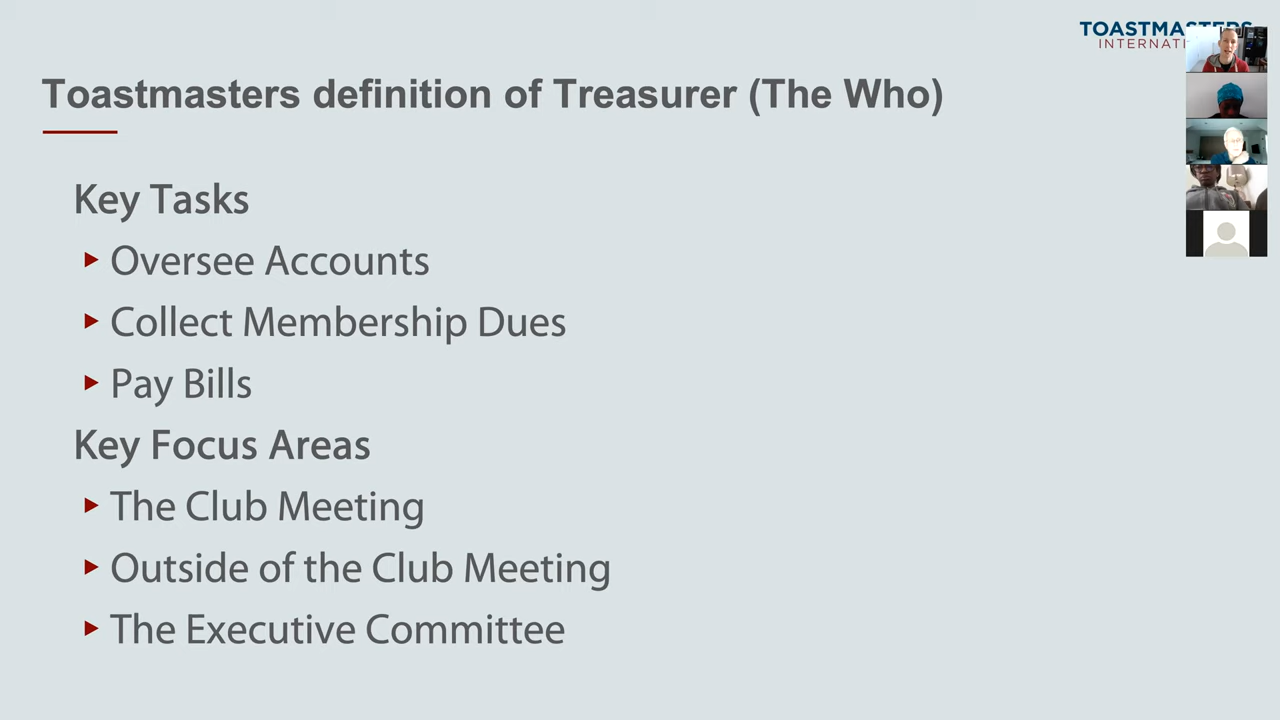 TOASTMASTERS
Toastmasters definition of Treasurer (The Who)
Key Tasks
Oversee Accounts
Collect Membership Dues
Pay Bills
Key Focus Areas
The Club Meeting
Outside of the Club Meeting
The Executive Committee